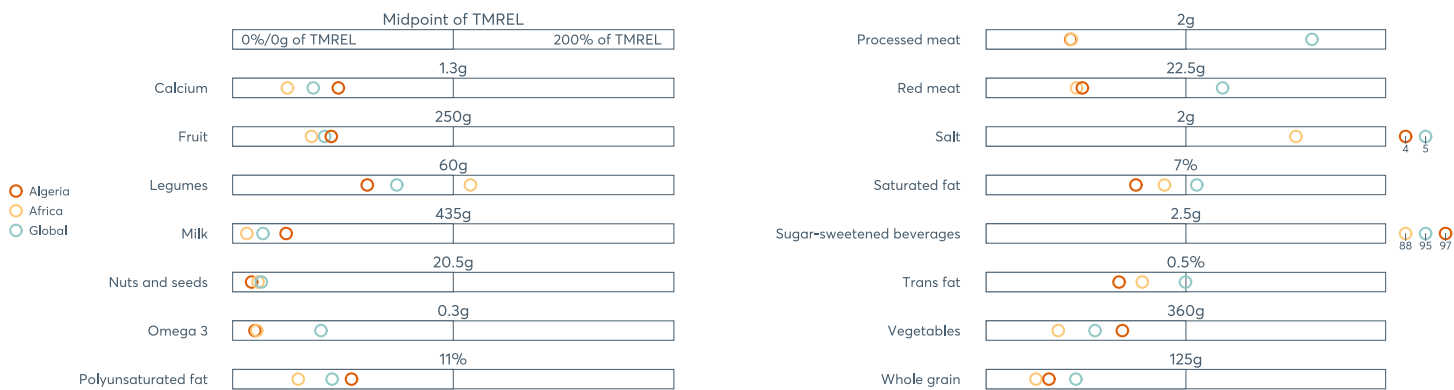 Midpoint of TMREL
0%/0g of TMREL 200% of TMREL
1.3g
Calcium
250g
Fruit
60g
Legumes
435g
Milk
20.5g
Nuts and seeds
0.3g
Omega 3
11%
Polyunsaturated fat
Algeria
Africa
Global
2g
Processed meat
22.5g
Red meat
2g
Salt
4 5
7%
Saturated fat
2.5g
Sugar-sweetened beverages
88 95 97
0.5%
Trans fat
360g
Vegetables
125g
Whole grain